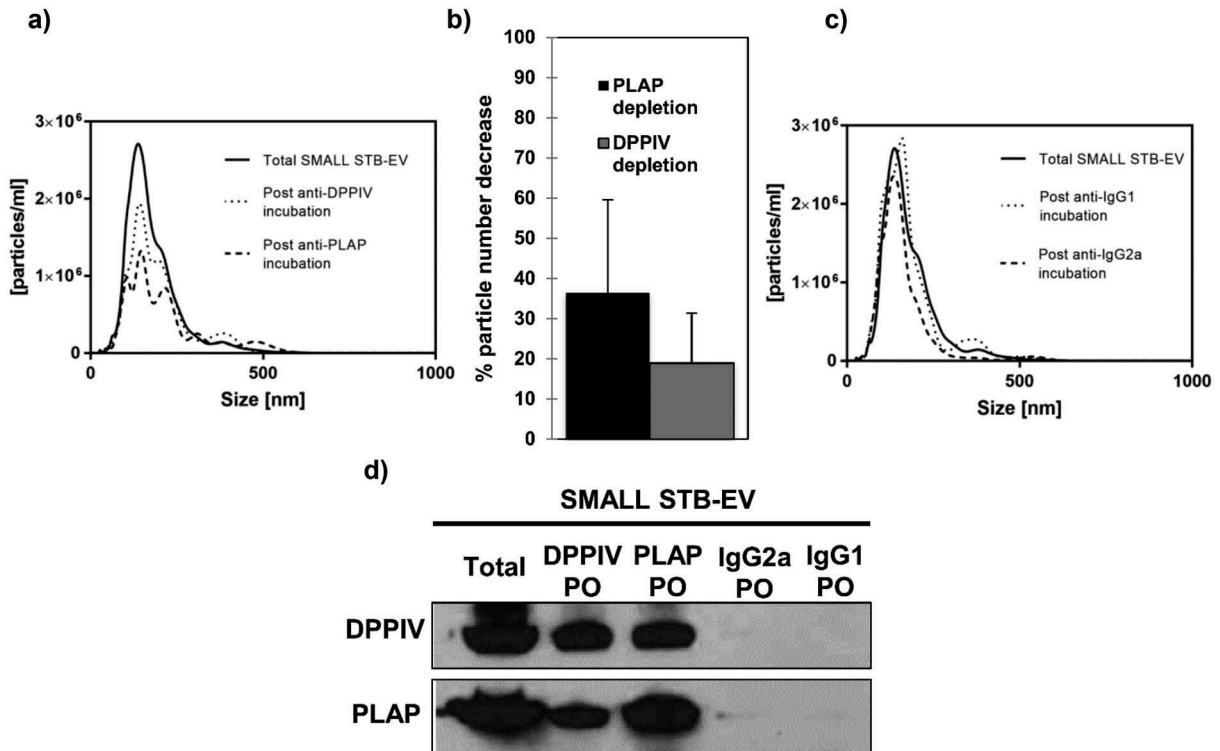 a)
3×10⁶
2×10⁶
1×10⁶
0
[particles/ml]
Total SMALL STB-EV
Post anti-DPPIV
incubation
Post anti-PLAP
incubation
0
500
1000
Size [nm]
b)
100
90
80
70
60
50
40
30
20
10
0
% particle number decrease
PLAP
depletion
DPPIV
depletion
c)
3×10⁶
2×10⁶
1×10⁶
0
[particles/ml]
Total SMALL STB-EV
Post anti-IgG1
incubation
Post anti-IgG2a
incubation
0
500
1000
Size [nm]
d)
SMALL STB-EV
Total
DPPIV
PO
PLAP
PO
IgG2a
PO
IgG1
PO
DPPIV
PLAP